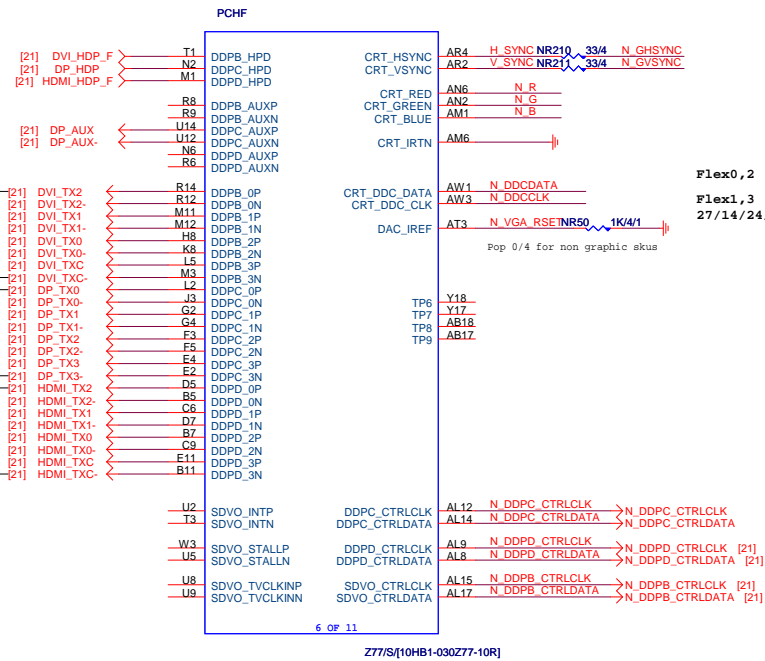 PCHF
[21] DVI_HDP_F T1 DDPB_HPD CRT_HSYNC AR4 H_SYNC NR210 33/4 N_GHSYNC
[21] DP_HDP N2 DDPC_HPD CRT_VSYNC AR2 V_SYNC NR211 33/4 N_GVSYNC
[21] HDMI_HDP_F M1 DDPD_HPD
CRT_RED AN6 N_R
R8 DDPB_AUXP CRT_GREEN AN2 N_G
R9 DDPB_AUXN CRT_BLUE AM1 N_B
[21] DP_AUX U14 DDPC_AUXP
[21] DP_AUX- U12 DDPC_AUXN CRT_IRTN AM6
N6 DDPD_AUXP
R6 DDPD_AUXN
Flex0,2
[21] DVI_TX2 R14 DDPB_0P CRT_DDC_DATA AW1 N_DDCDATA
[21] DVI_TX2- R12 DDPB_0N CRT_DDC_CLK AW3 N_DDCCLK
Flex1,3
[21] DVI_TX1 M11 DDPB_1P
27/14/24
[21] DVI_TX1- M12 DDPB_1N DAC_IREF AT3 N_VGA_RSET NR50 1K/4/1
[21] DVI_TX0 H8 DDPB_2P
Pop 0/4 for non graphic skus
[21] DVI_TX0- K8 DDPB_2N
[21] DVI_TXC L5 DDPB_3P
[21] DVI_TXC- M3 DDPB_3N
[21] DP_TX0 L2 DDPC_0P
[21] DP_TX0- J3 DDPC_0N TP6 Y18
[21] DP_TX1 G2 DDPC_1P TP7 Y17
[21] DP_TX1- G4 DDPC_1N TP8 AB18
[21] DP_TX2 F3 DDPC_2P TP9 AB17
[21] DP_TX2- F5 DDPC_2N
[21] DP_TX3 E4 DDPC_3P
[21] DP_TX3- E2 DDPC_3N
[21] HDMI_TX2 D5 DDPD_0P
[21] HDMI_TX2- B5 DDPD_0N
[21] HDMI_TX1 C6 DDPD_1P
[21] HDMI_TX1- D7 DDPD_1N
[21] HDMI_TX0 B7 DDPD_2P
[21] HDMI_TX0- C9 DDPD_2N
[21] HDMI_TXC E11 DDPD_3P
[21] HDMI_TXC- B11 DDPD_3N
U2 SDVO_INTP DDPC_CTRLCLK AL12 N_DDPC_CTRLCLK N_DDPC_CTRLCLK
T3 SDVO_INTN DDPC_CTRLDATA AL14 N_DDPC_CTRLDATA N_DDPC_CTRLDATA
W3 SDVO_STALLP DDPD_CTRLCLK AL9 N_DDPD_CTRLCLK N_DDPD_CTRLCLK [21]
U5 SDVO_STALLN DDPD_CTRLDATA AL8 N_DDPD_CTRLDATA N_DDPD_CTRLDATA [21]
U8 SDVO_TVCLKINP SDVO_CTRLCLK AL15 N_DDPB_CTRLCLK N_DDPB_CTRLCLK [21]
U9 SDVO_TVCLKINN SDVO_CTRLDATA AL17 N_DDPB_CTRLDATA N_DDPB_CTRLDATA [21]
6 OF 11
Z77/S/[10HB1-030Z77-10R]